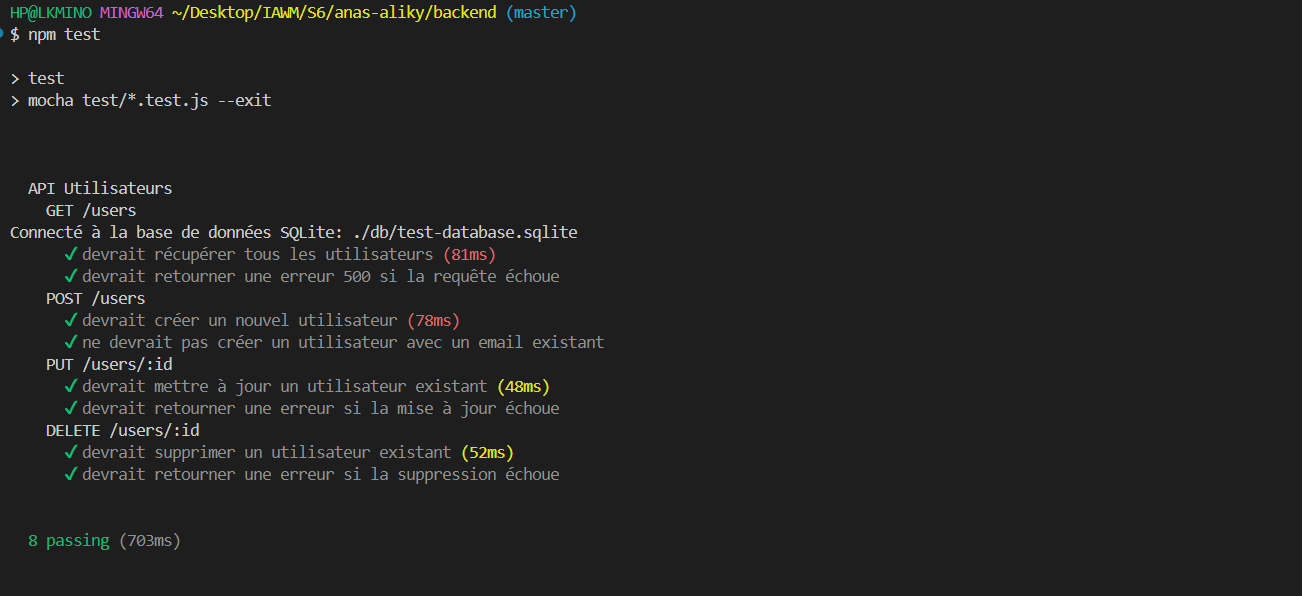 HP@LKMINO MINGW64 ~/Desktop/IAWM/S6/anas-aliky/backend (master)
$ npm test
> test
> mocha test/*.test.js --exit
API Utilisateurs
GET /users
Connecté à la base de données SQLite: ./db/test-database.sqlite
✓ devrait récupérer tous les utilisateurs (81ms)
✓ devrait retourner une erreur 500 si la requête échoue
POST /users
✓ devrait créer un nouvel utilisateur (78ms)
✓ ne devrait pas créer un utilisateur avec un email existant
PUT /users/:id
✓ devrait mettre à jour un utilisateur existant (48ms)
✓ devrait retourner une erreur si la mise à jour échoue
DELETE /users/:id
✓ devrait supprimer un utilisateur existant (52ms)
✓ devrait retourner une erreur si la suppression échoue
8 passing (703ms)